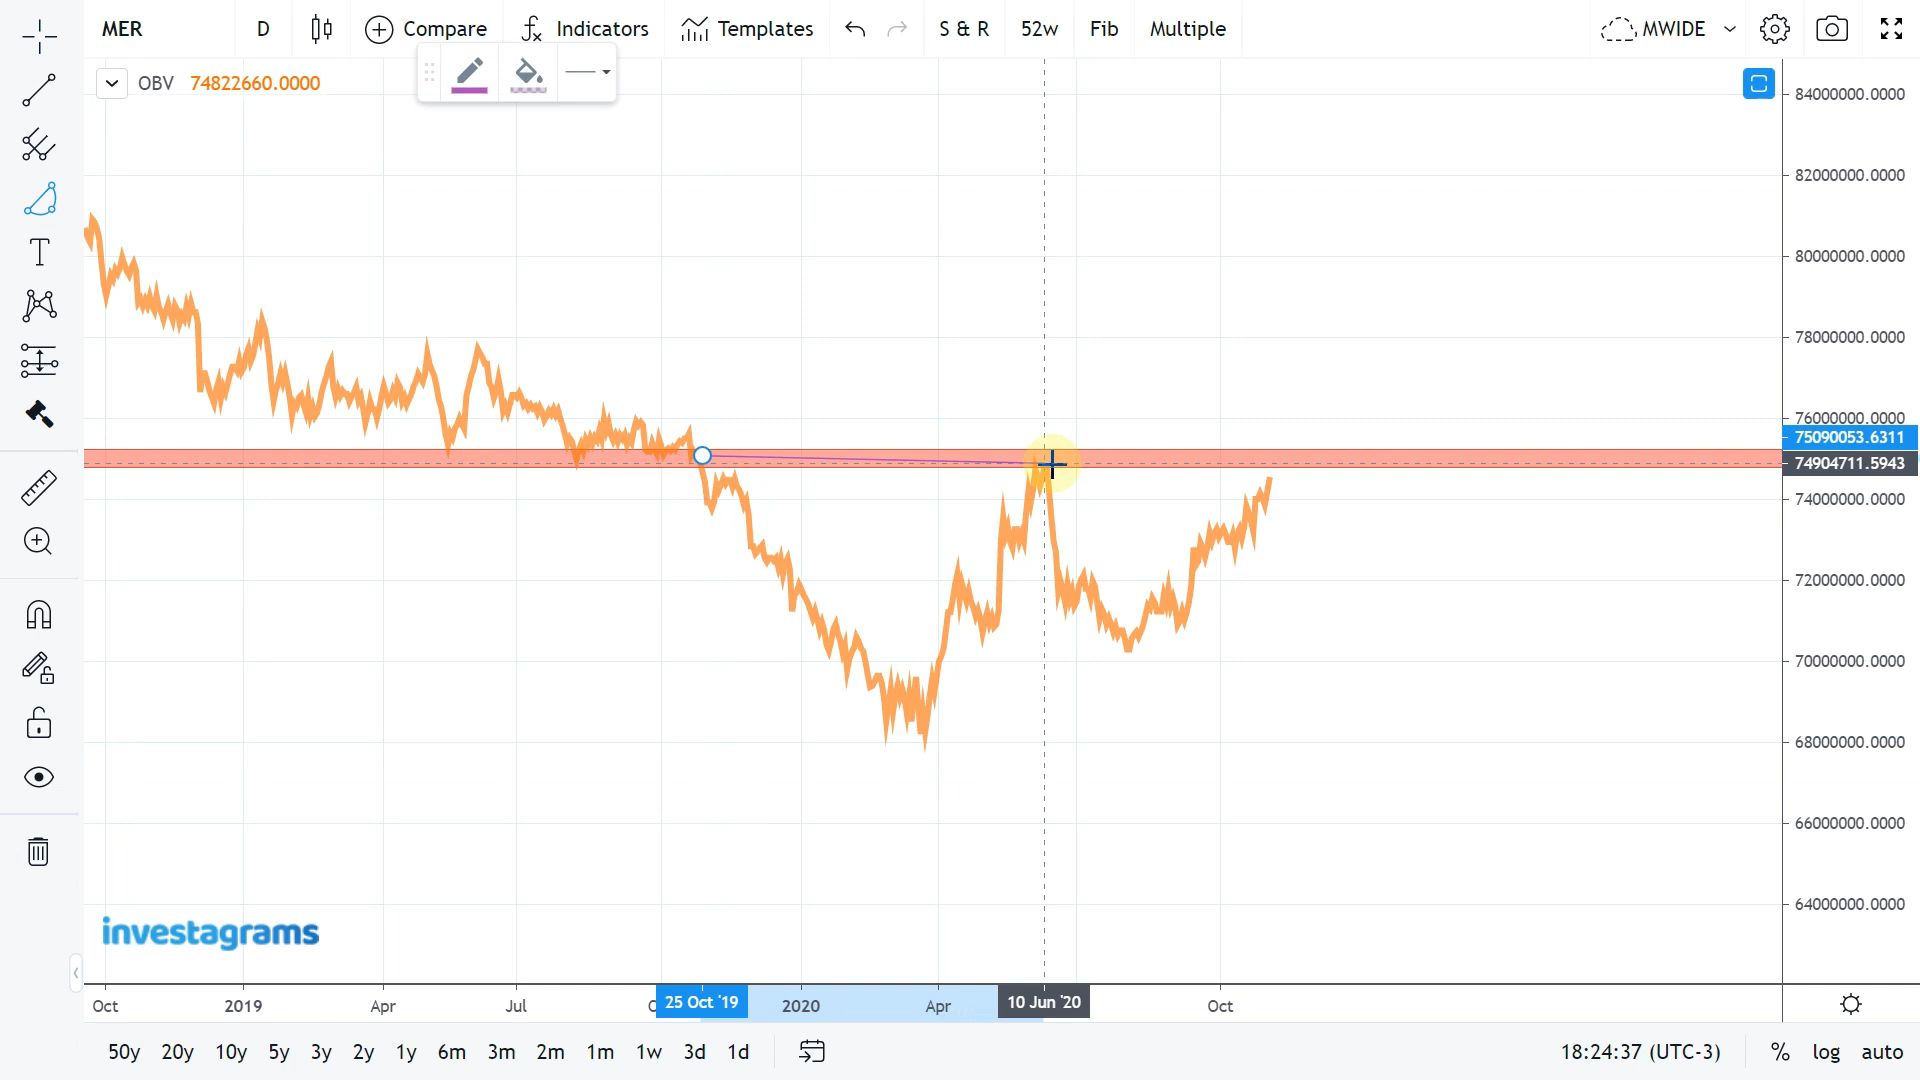 MER D Compare Indicators Templates S & R 52w Fib Multiple MWIDE
OBV 74822660.0000
84000000.0000
82000000.0000
80000000.0000
78000000.0000
76000000.0000
75090053.6311
74904711.5943
74000000.0000
72000000.0000
70000000.0000
68000000.0000
66000000.0000
64000000.0000
investagrams
Oct 2019 Apr Jul 25 Oct '19 2020 Apr 10 Jun '20 Oct
50y 20y 10y 5y 3y 2y 1y 6m 3m 2m 1m 1w 3d 1d 18:24:37 (UTC-3) % log auto